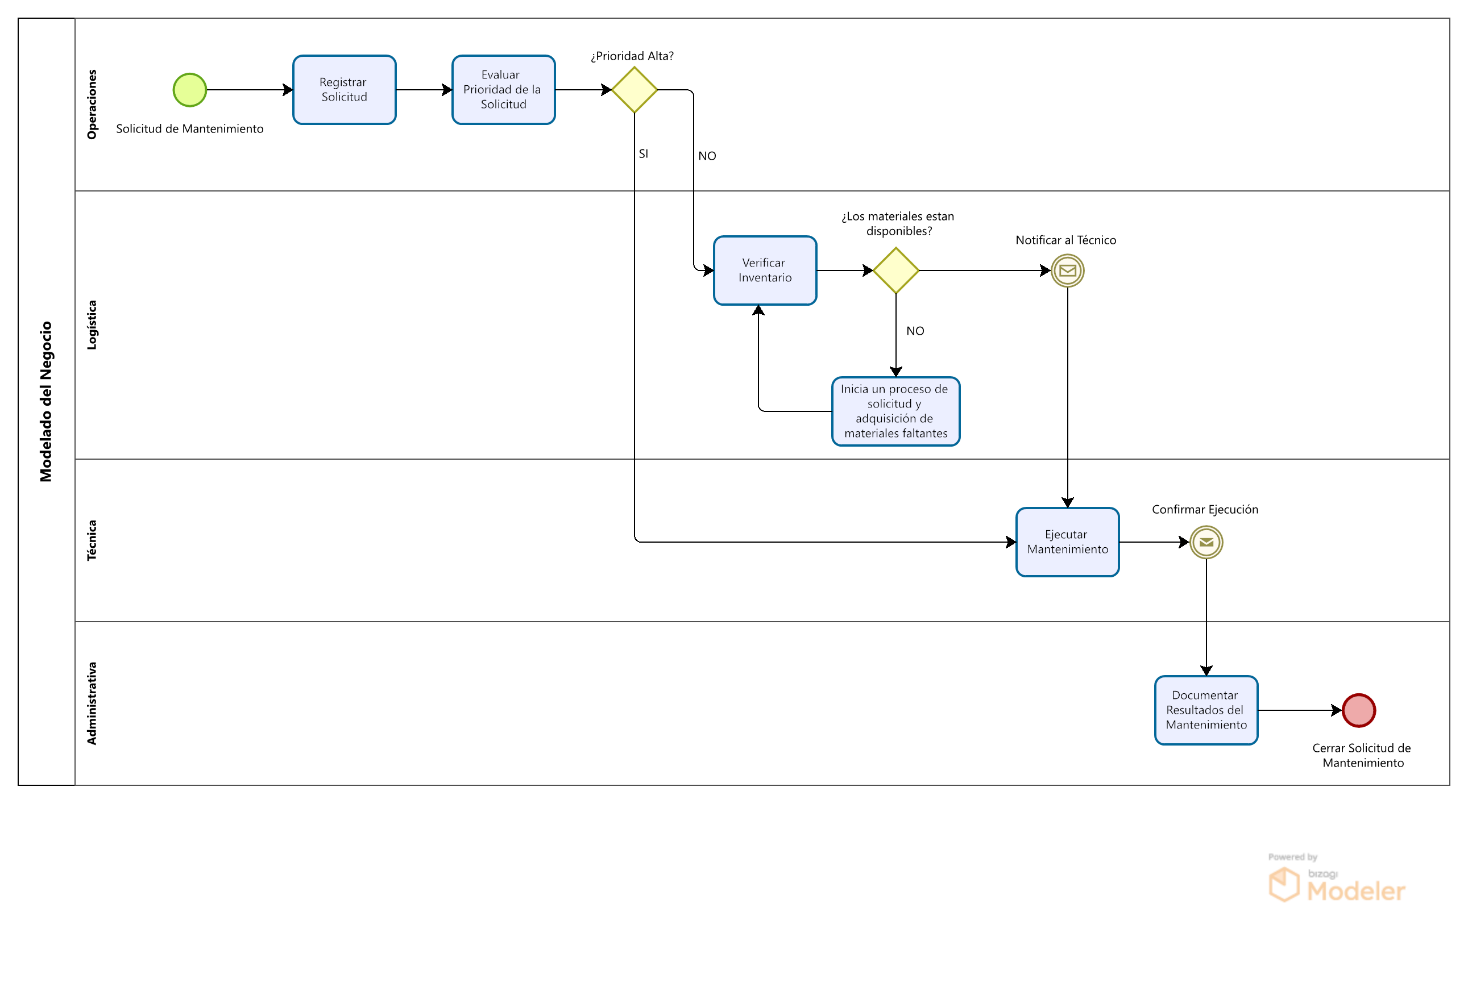 Modelado del Negocio
Operaciones
Solicitud de Mantenimiento
Registrar
Solicitud
Evaluar
Prioridad de la
Solicitud
¿Prioridad Alta?
SI
NO
Logística
Verificar
Inventario
¿Los materiales estan
disponibles?
NO
Inicia un proceso de
solicitud y
adquisición de
materiales faltantes
Notificar al Técnico
Técnica
Ejecutar
Mantenimiento
Confirmar Ejecución
Administrativa
Documentar
Resultados del
Mantenimiento
Cerrar Solicitud de
Mantenimiento
Powered by
bizagi
Modeler